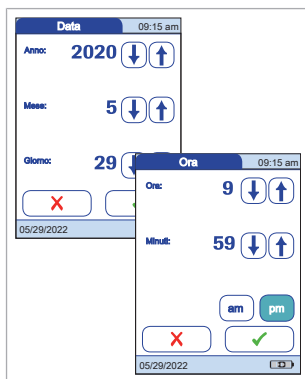 Data 09:15 am
Anno: 2020
Mese: 5
Giorno: 29
05/29/2022
Ora 09:15 am
Ora: 9
Minuti: 59
am pm
05/29/2022